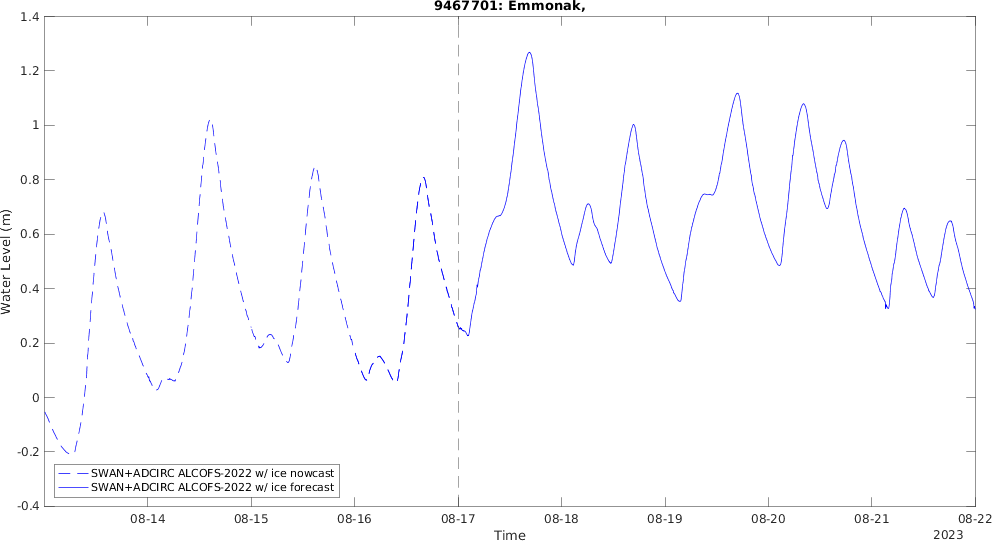 9467701: Emmonak,
1.4
1.2
1
0.8
0.6
0.4
0.2
0
-0.2
-0.4
Water Level (m)
SWAN+ADCIRC ALCOFS-2022 w/ ice nowcast
SWAN+ADCIRC ALCOFS-2022 w/ ice forecast
08-14 08-15 08-16 08-17 08-18 08-19 08-20 08-21 08-22
Time
2023